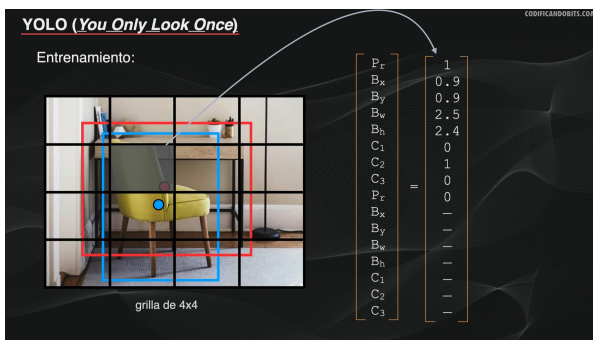 CODIFICANDOBITS.COM
YOLO (You Only Look Once)
Entrenamiento:
Pr 1
Bx 0.9
By 0.9
Bw 2.5
Bh 2.4
C1 0
C2 1
C3 = 0
Pr 0
Bx –
By –
Bw –
Bh –
C1 –
C2 –
C3 –
grilla de 4x4